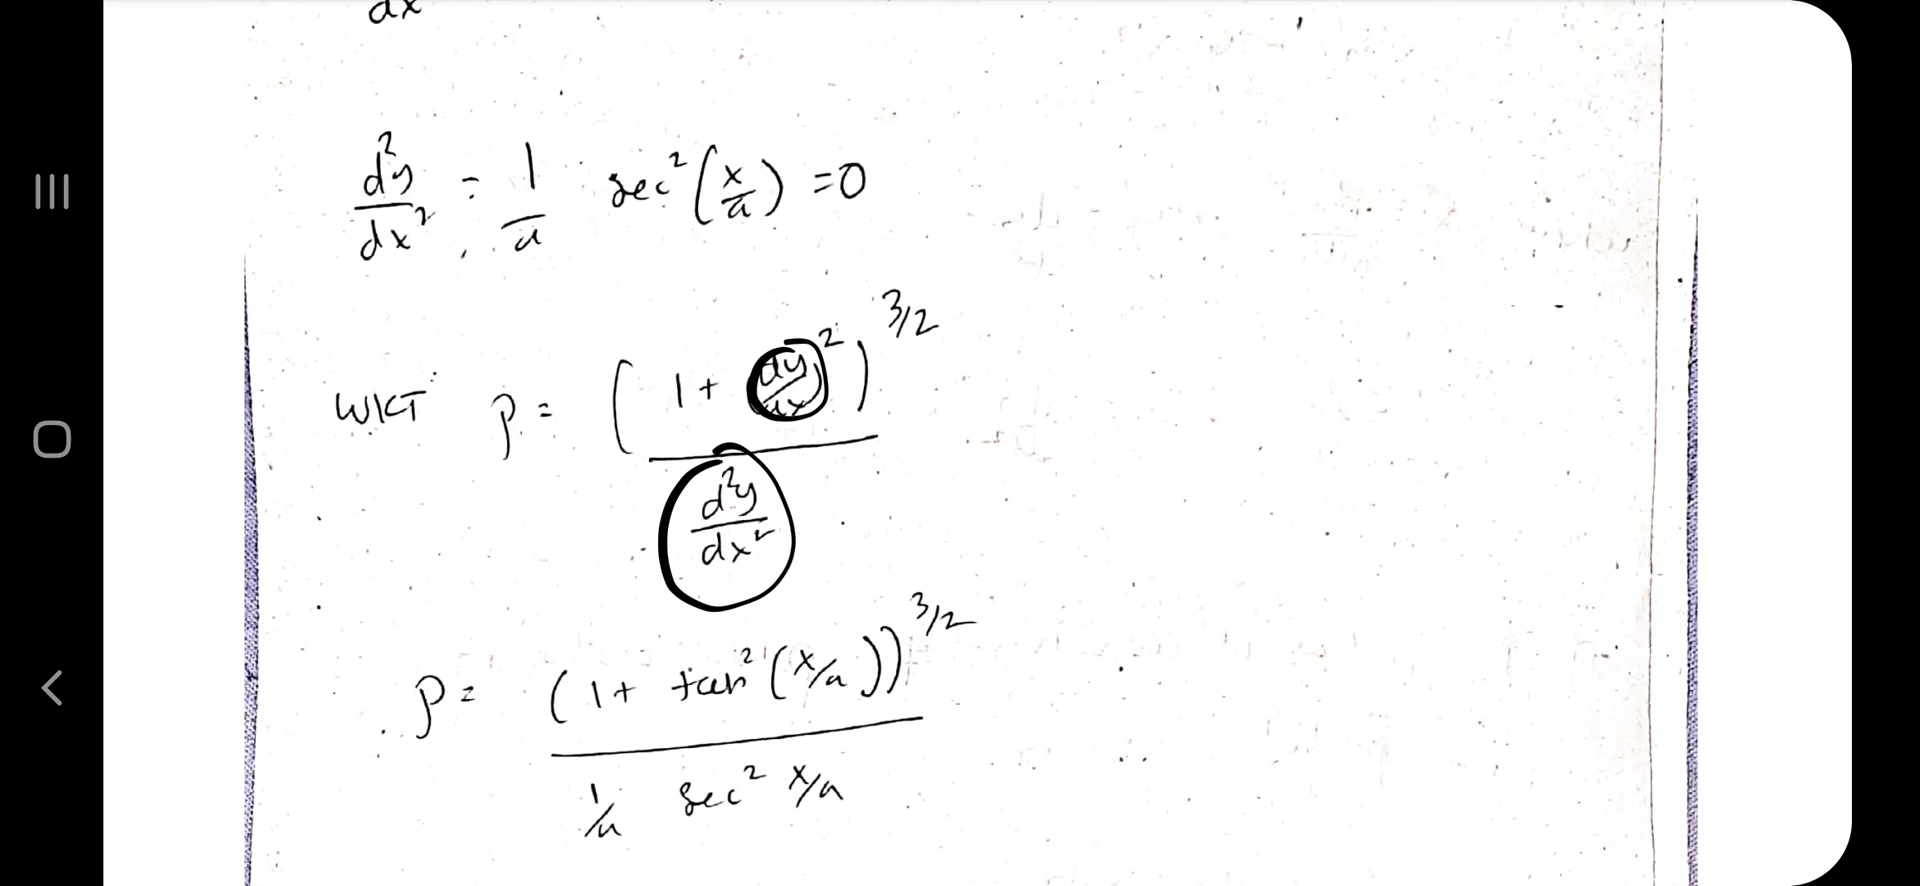 dx
d²y/dx² = 1/a sec²(x/a) = 0
WKT ρ = (1 + (dy/dx)²)^3/2 / d²y/dx²
ρ = (1 + tan²(x/a))^3/2 / 1/a sec² x/a